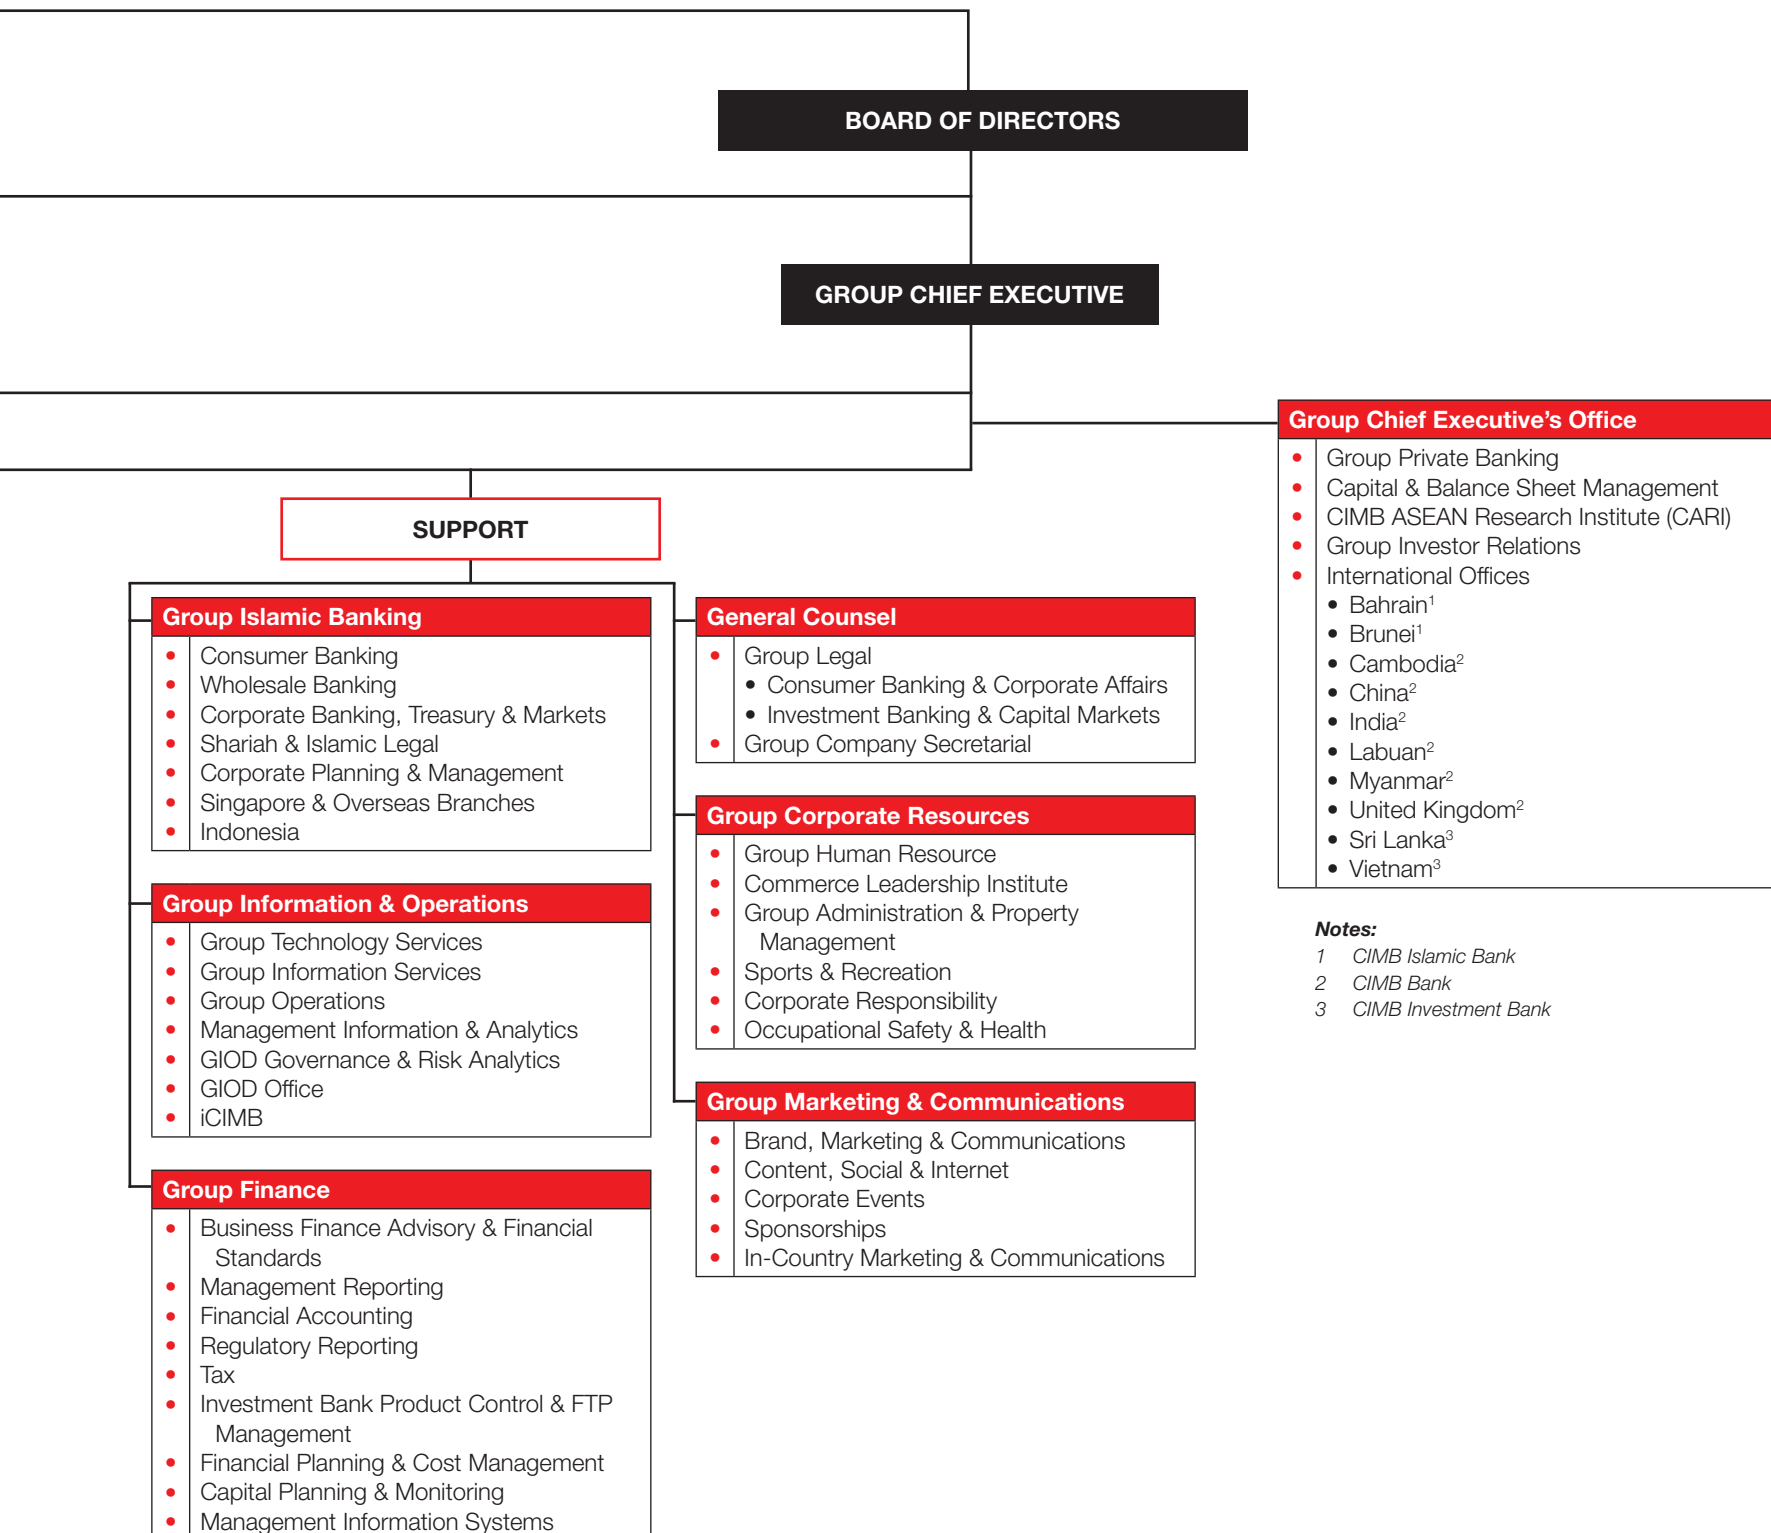 BOARD OF DIRECTORS
GROUP CHIEF EXECUTIVE
Group Chief Executive’s Office
• Group Private Banking
• Capital & Balance Sheet Management
• CIMB ASEAN Research Institute (CARI)
• Group Investor Relations
• International Offices
• Bahrain¹
• Brunei¹
• Cambodia²
• China²
• India²
• Labuan²
• Myanmar²
• United Kingdom²
• Sri Lanka³
• Vietnam³
Notes:
1 CIMB Islamic Bank
2 CIMB Bank
3 CIMB Investment Bank
SUPPORT
Group Islamic Banking
• Consumer Banking
• Wholesale Banking
• Corporate Banking, Treasury & Markets
• Shariah & Islamic Legal
• Corporate Planning & Management
• Singapore & Overseas Branches
• Indonesia
Group Information & Operations
• Group Technology Services
• Group Information Services
• Group Operations
• Management Information & Analytics
• GIOD Governance & Risk Analytics
• GIOD Office
• iCIMB
Group Finance
• Business Finance Advisory & Financial
Standards
• Management Reporting
• Financial Accounting
• Regulatory Reporting
• Tax
• Investment Bank Product Control & FTP
Management
• Financial Planning & Cost Management
• Capital Planning & Monitoring
• Management Information Systems
General Counsel
• Group Legal
• Consumer Banking & Corporate Affairs
• Investment Banking & Capital Markets
• Group Company Secretarial
Group Corporate Resources
• Group Human Resource
• Commerce Leadership Institute
• Group Administration & Property
Management
• Sports & Recreation
• Corporate Responsibility
• Occupational Safety & Health
Group Marketing & Communications
• Brand, Marketing & Communications
• Content, Social & Internet
• Corporate Events
• Sponsorships
• In-Country Marketing & Communications